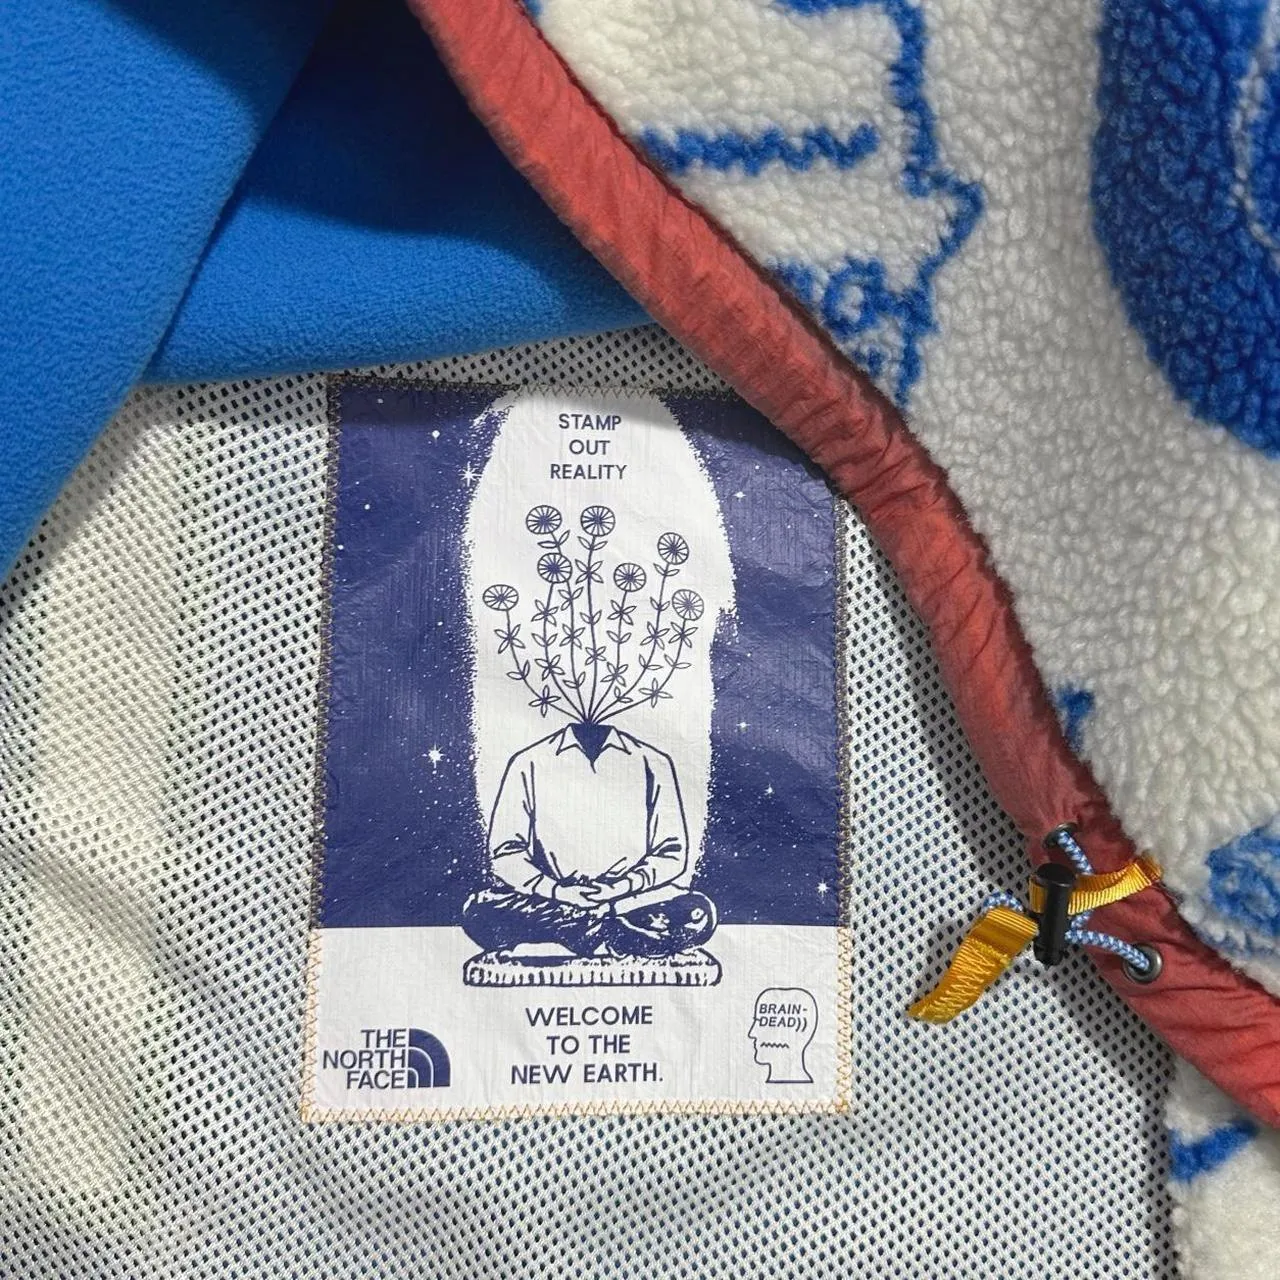 STAMP
OUT
REALITY
WELCOME
TO THE
NEW EARTH.
THE
NORTH
FACE
BRAIN-
DEAD))